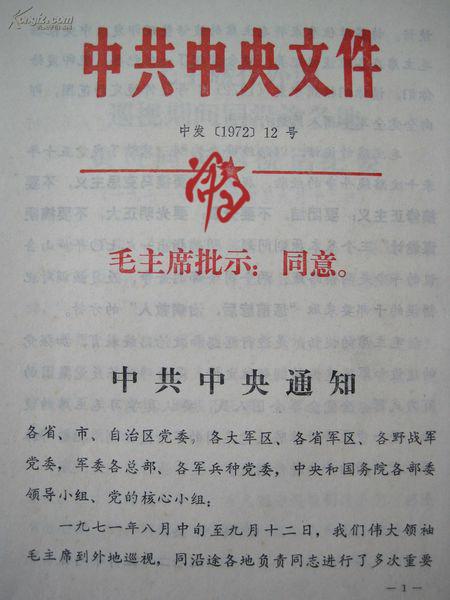 中共中央文件
中发〔1972〕12号
毛主席批示：同意。
中共中央通知
各省、市、自治区党委，各大军区、各省军区、各野战军
党委，军委各总部、各军兵种党委，中央和国务院各部委
领导小组、党的核心小组：
一九七一年八月中旬至九月十二日，我们伟大领袖
毛主席到外地巡视，同沿途各地负责同志进行了多次重要
—1—